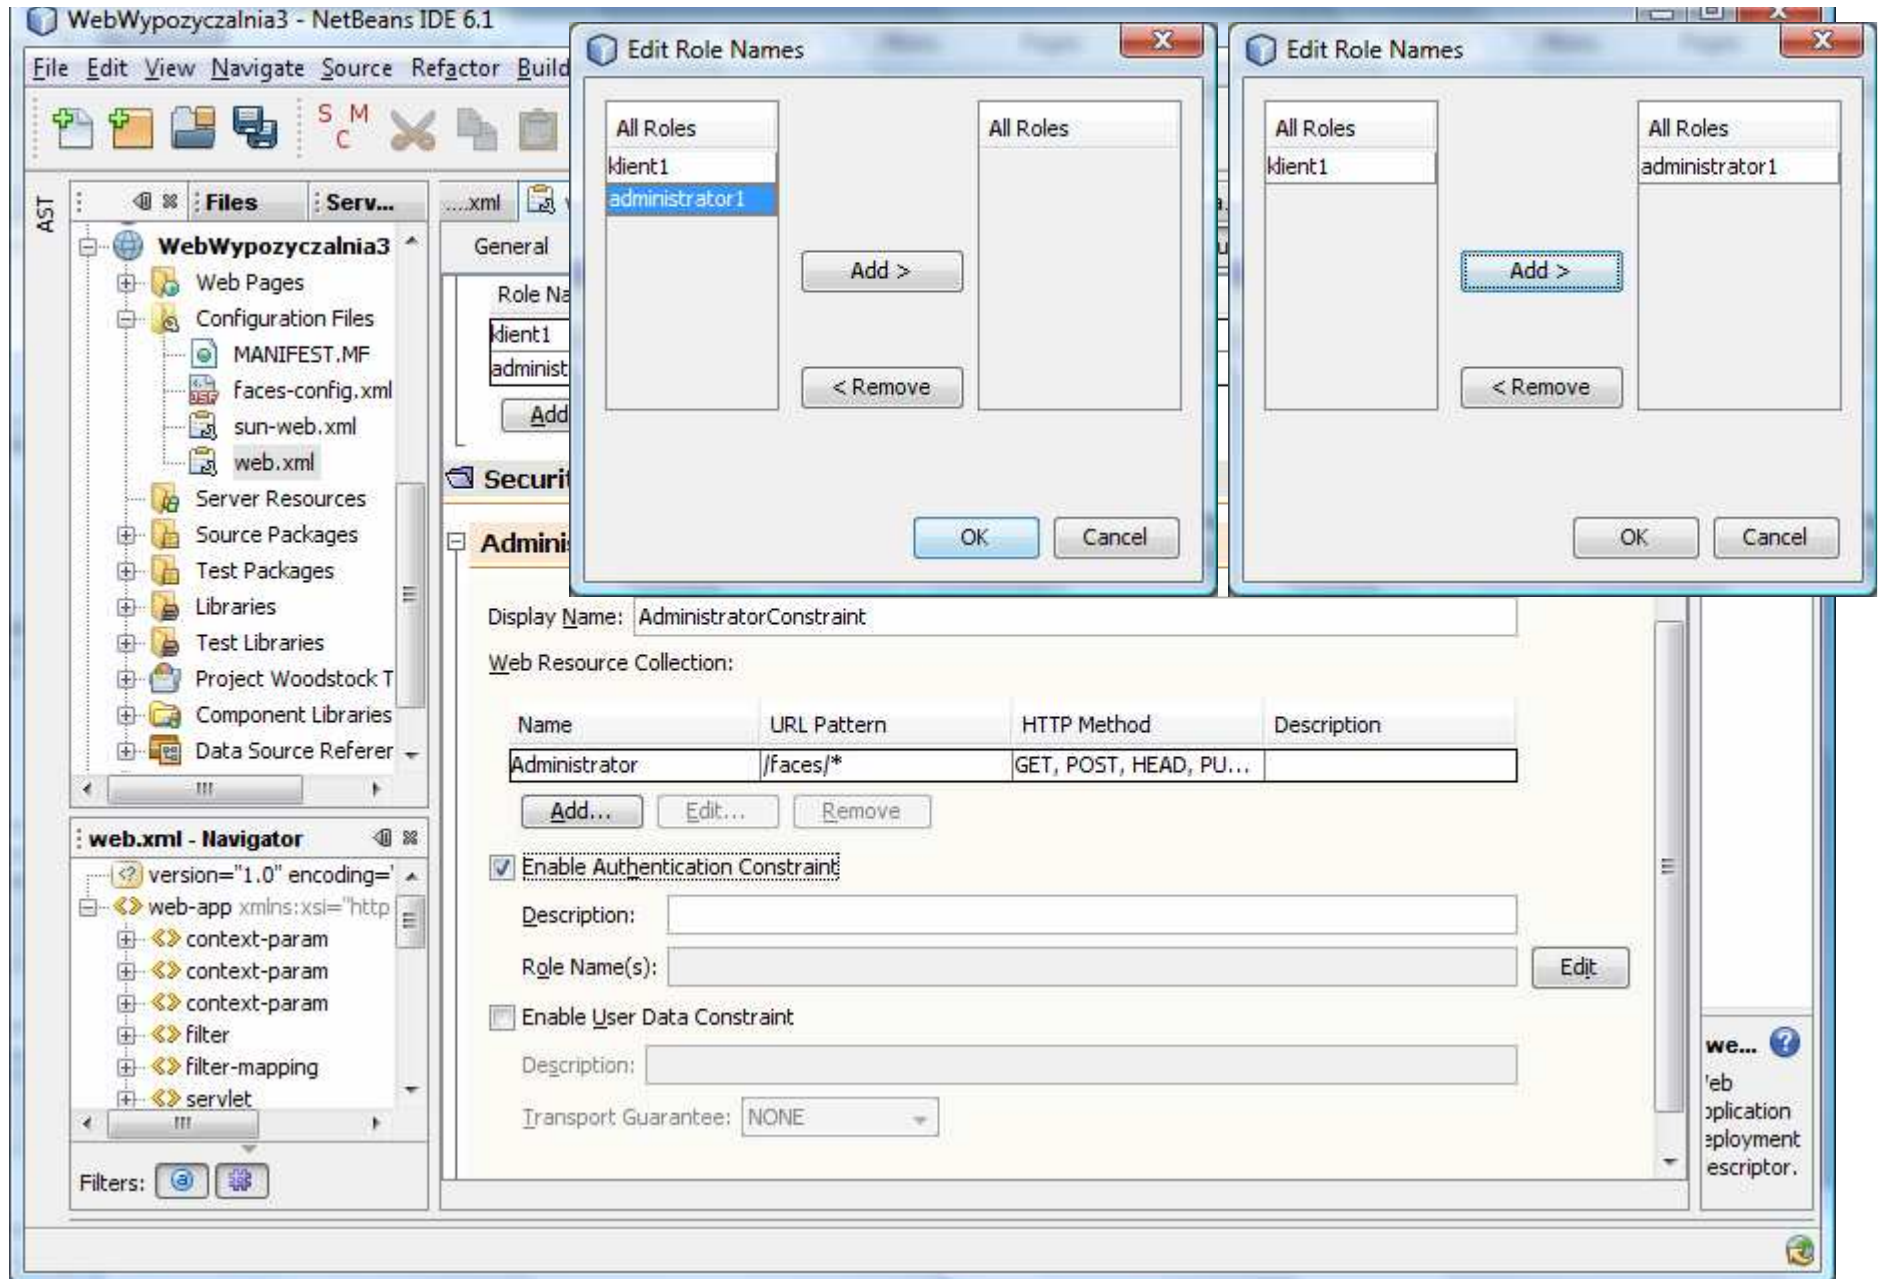 WebWypozyczalnia3 - NetBeans IDE 6.1
File Edit View Navigate Source Refactor Build
S M
C
AST
Files Serv...
WebWypozyczalnia3
Web Pages
Configuration Files
MANIFEST.MF
faces-config.xml
sun-web.xml
web.xml
Server Resources
Source Packages
Test Packages
Libraries
Test Libraries
Project Woodstock T
Component Libraries
Data Source Referer
web.xml - Navigator
version="1.0" encoding='
web-app xmlns:xsi="http
context-param
context-param
context-param
filter
filter-mapping
servlet
Filters:
....xml
General
Role Na
klient1
administ
Add
Securit
Adminis
Edit Role Names
All Roles All Roles
klient1
administrator1
Add >
< Remove
OK Cancel
Edit Role Names
All Roles All Roles
klient1 administrator1
Add >
< Remove
OK Cancel
Display Name: AdministratorConstraint
Web Resource Collection:
Name URL Pattern HTTP Method Description
Administrator /faces/* GET, POST, HEAD, PU...
Add... Edit... Remove
Enable Authentication Constraint
Description:
Role Name(s): Edit
Enable User Data Constraint
Description:
Transport Guarantee: NONE
we...
eb
pplication
eployment
escriptor.